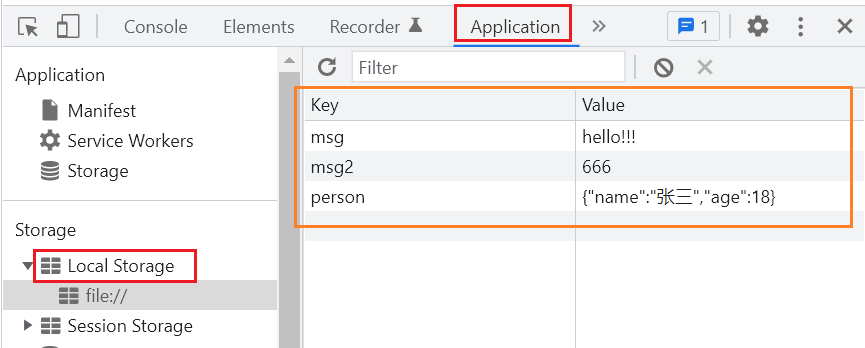 Console Elements Recorder Application 1
Application
Manifest
Service Workers
Storage
Storage
Local Storage
file://
Session Storage
Filter
Key Value
msg hello!!!
msg2 666
person {"name":"张三","age":18}